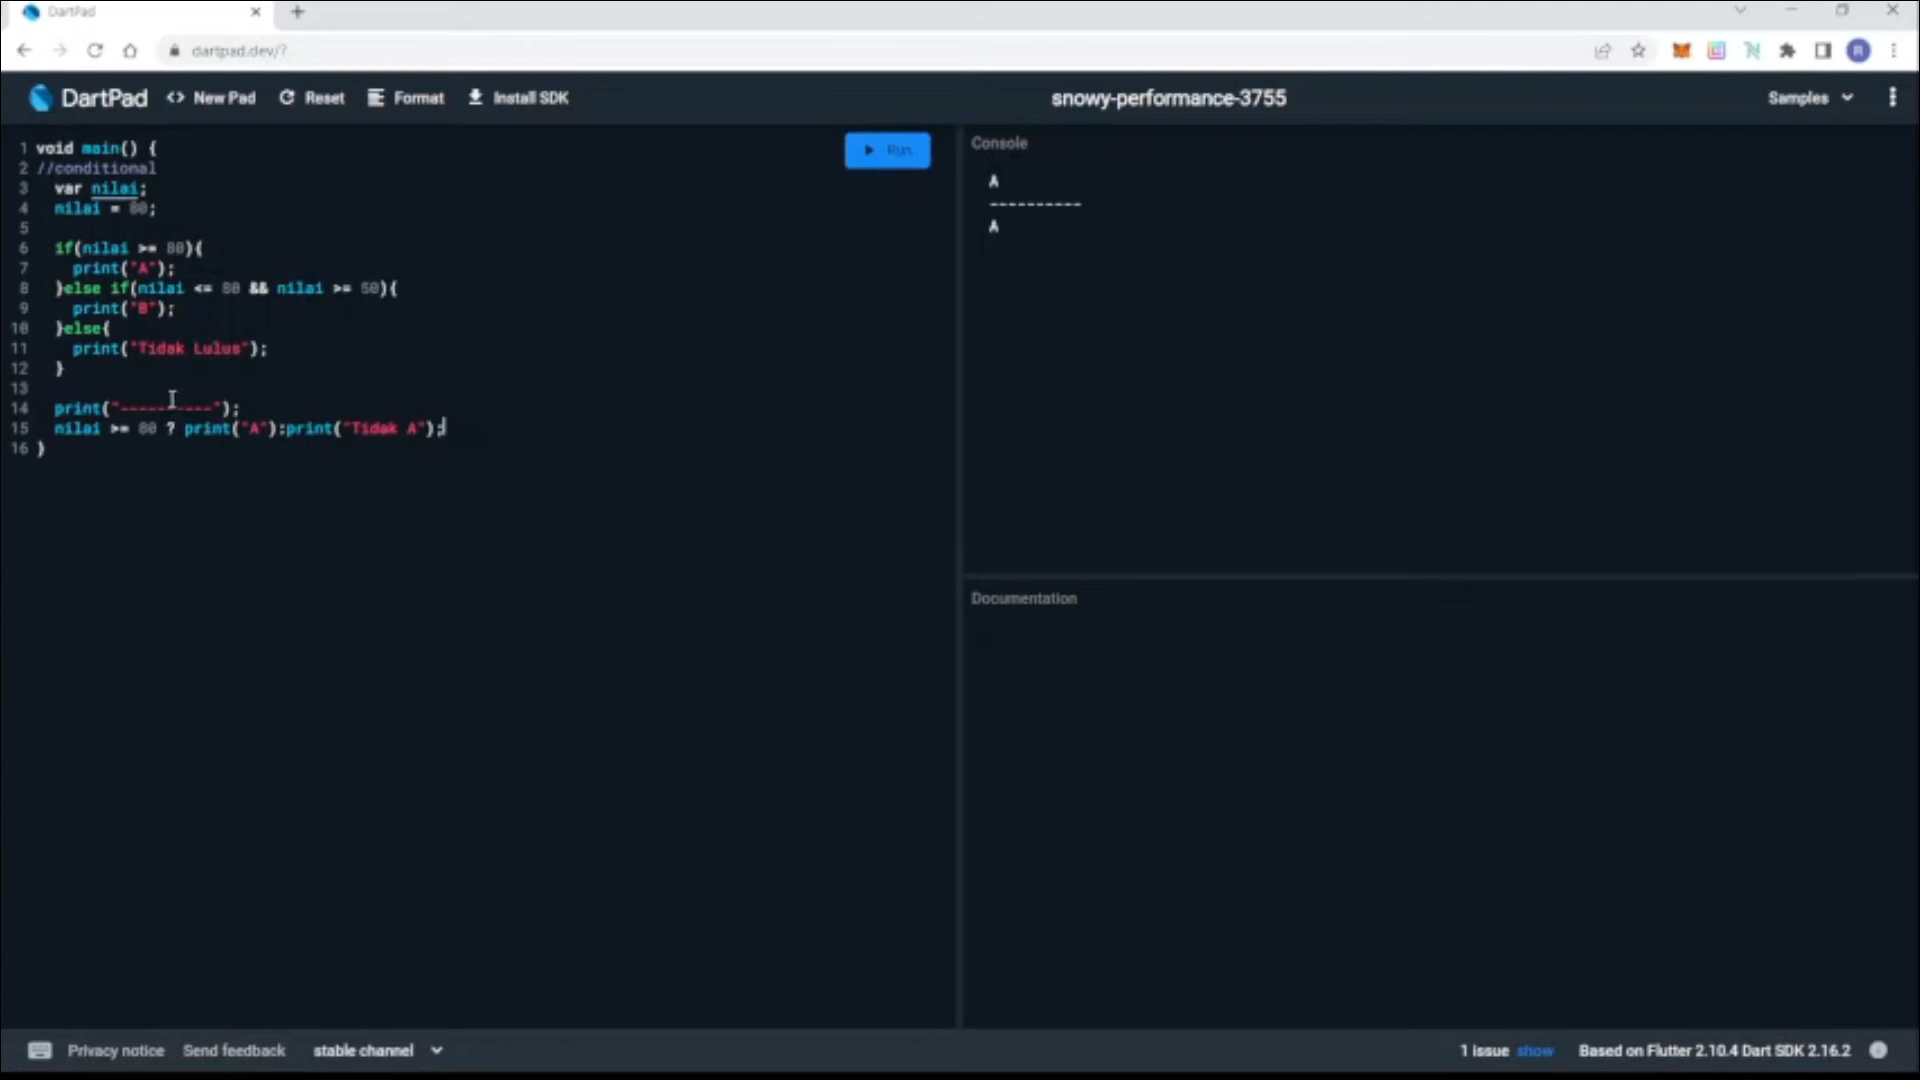 DartPad
dartpad.dev/?
DartPad <> New Pad Reset Format Install SDK snowy-performance-3755 Samples
1 void main() {
2 //conditional
3 var nilai;
4 nilai = 80;
5
6 if(nilai >= 80){
7 print("A");
8 }else if(nilai <= 80 && nilai >= 50){
9 print("B");
10 }else{
11 print("Tidak Lulus");
12 }
13
14 print("----------");
15 nilai >= 80 ? print("A"):print("Tidak A");
16 }
Run
Console
A
----------
A
Documentation
Privacy notice Send feedback stable channel 1 issue show Based on Flutter 2.10.4 Dart SDK 2.16.2